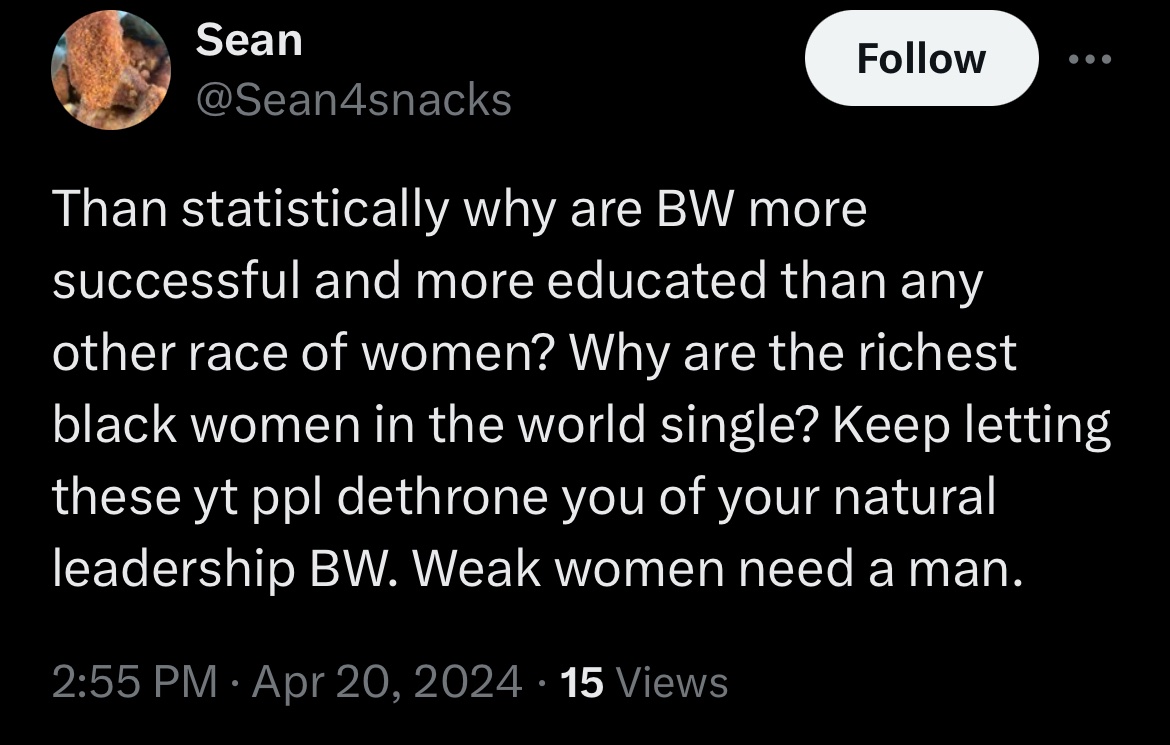 Sean
@Sean4snacks
Follow
Than statistically why are BW more
successful and more educated than any
other race of women? Why are the richest
black women in the world single? Keep letting
these yt ppl dethrone you of your natural
leadership BW. Weak women need a man.
2:55 PM · Apr 20, 2024 · 15 Views